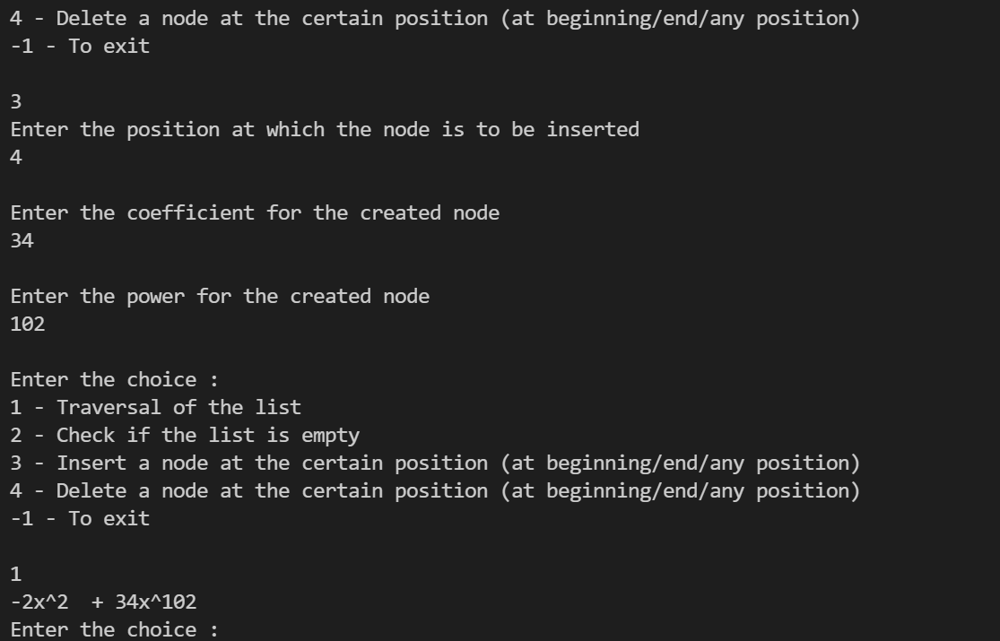 4 - Delete a node at the certain position (at beginning/end/any position)
-1 - To exit
3
Enter the position at which the node is to be inserted
4
Enter the coefficient for the created node
34
Enter the power for the created node
102
Enter the choice :
1 - Traversal of the list
2 - Check if the list is empty
3 - Insert a node at the certain position (at beginning/end/any position)
4 - Delete a node at the certain position (at beginning/end/any position)
-1 - To exit
1
-2x^2  + 34x^102
Enter the choice :